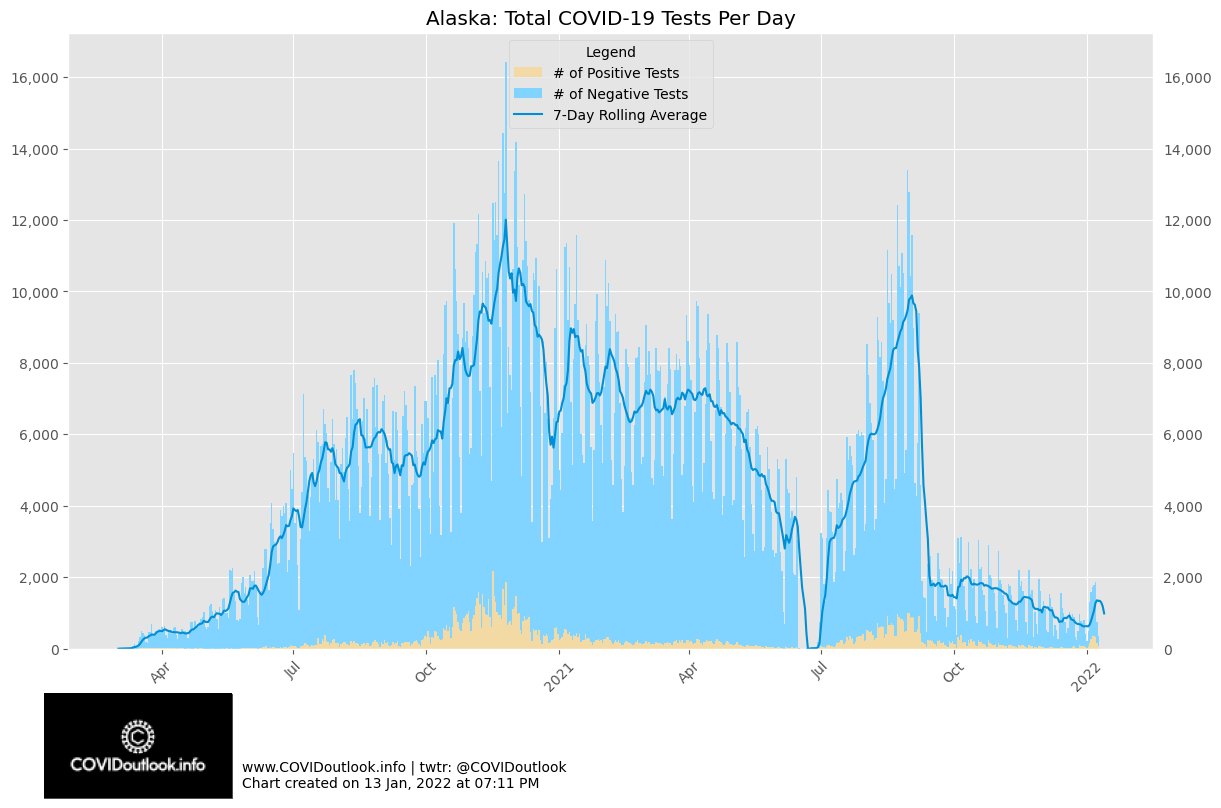 Alaska: Total COVID-19 Tests Per Day
Legend
# of Positive Tests
# of Negative Tests
7-Day Rolling Average
16,000
14,000
12,000
10,000
8,000
6,000
4,000
2,000
0
16,000
14,000
12,000
10,000
8,000
6,000
4,000
2,000
0
Apr
Jul
Oct
2021
Apr
Jul
Oct
2022
C
COVIDoutlook.info
www.COVIDoutlook.info | twtr: @COVIDoutlook
Chart created on 13 Jan, 2022 at 07:11 PM